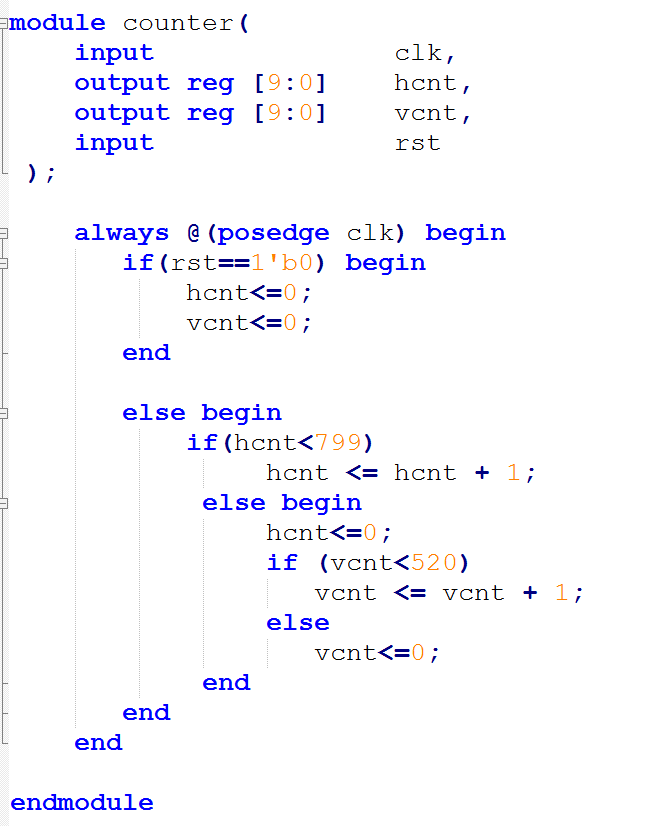 module counter(
    input               clk,
    output reg [9:0]    hcnt,
    output reg [9:0]    vcnt,
    input               rst
 );
    always @(posedge clk) begin
       if(rst==1'b0) begin
           hcnt<=0;
           vcnt<=0;
       end
       else begin
           if(hcnt<799)
                hcnt <= hcnt + 1;
            else begin
                hcnt<=0;
                if (vcnt<520)
                   vcnt <= vcnt + 1;
                else
                   vcnt<=0;
            end
       end
    end
endmodule